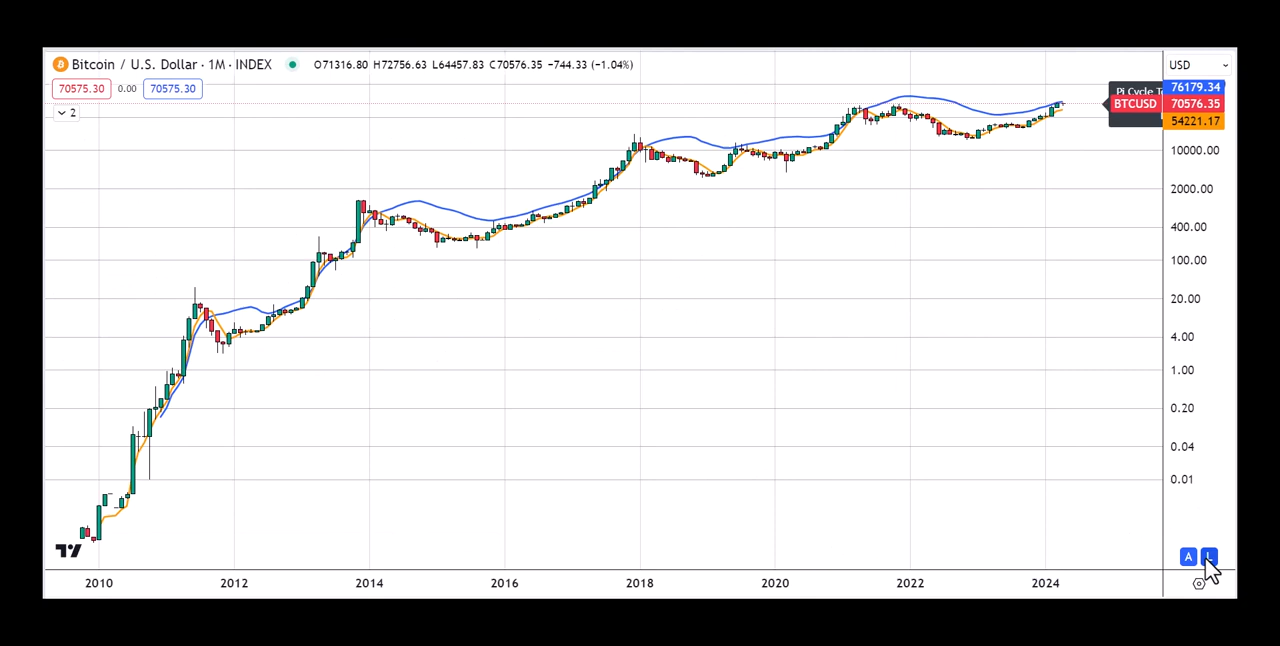 Bitcoin / U.S. Dollar · 1M · INDEX O71316.80 H72756.63 L64457.83 C70576.35 −744.33 (−1.04%)
USD
70575.30 0.00 70575.30
2
Pi Cycle
76179.34
BTCUSD 70576.35
54221.17
10000.00
2000.00
400.00
100.00
20.00
4.00
1.00
0.20
0.04
0.01
A
2010 2012 2014 2016 2018 2020 2022 2024